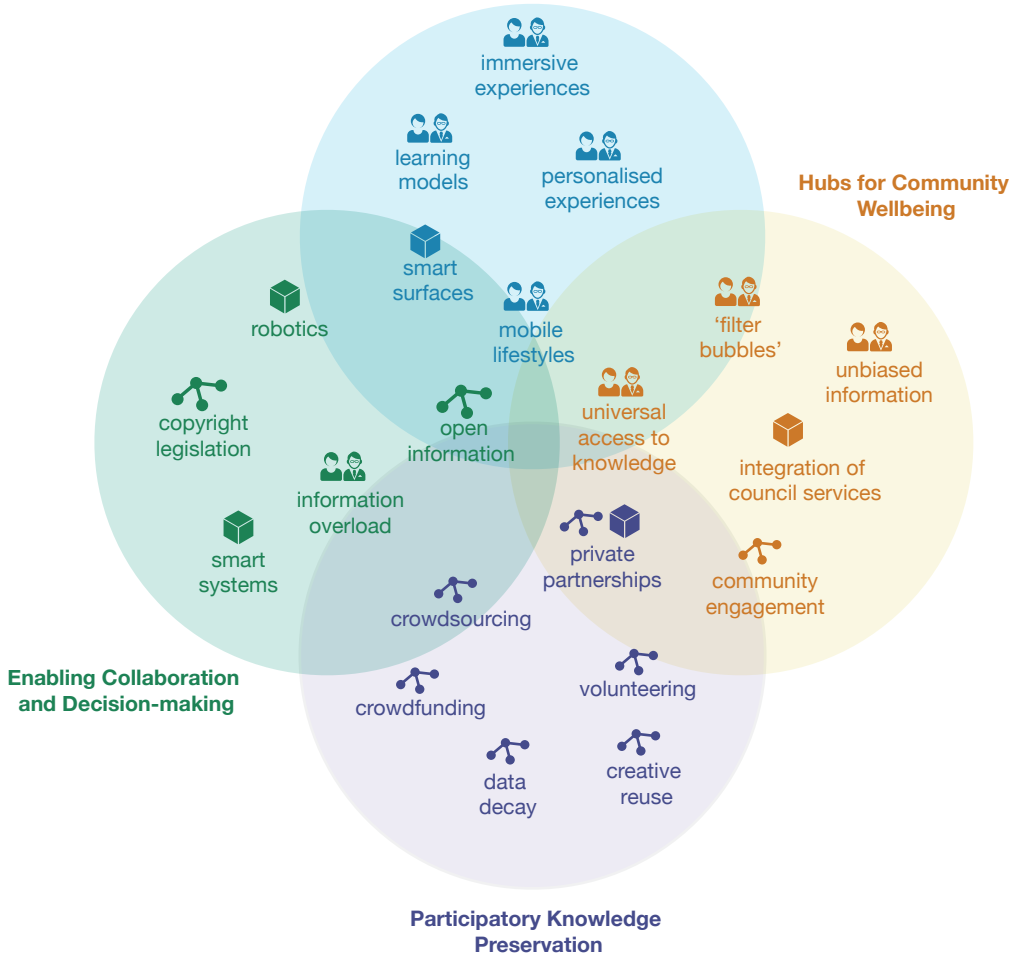 immersive
experiences
learning
models
personalised
experiences
Hubs for Community
Wellbeing
smart
surfaces
robotics
mobile
lifestyles
‘filter
bubbles’
unbiased
information
copyright
legislation
open
information
universal
access to
knowledge
integration of
council services
information
overload
smart
systems
private
partnerships
community
engagement
crowdsourcing
Enabling Collaboration
and Decision-making
crowdfunding
volunteering
data
decay
creative
reuse
Participatory Knowledge
Preservation